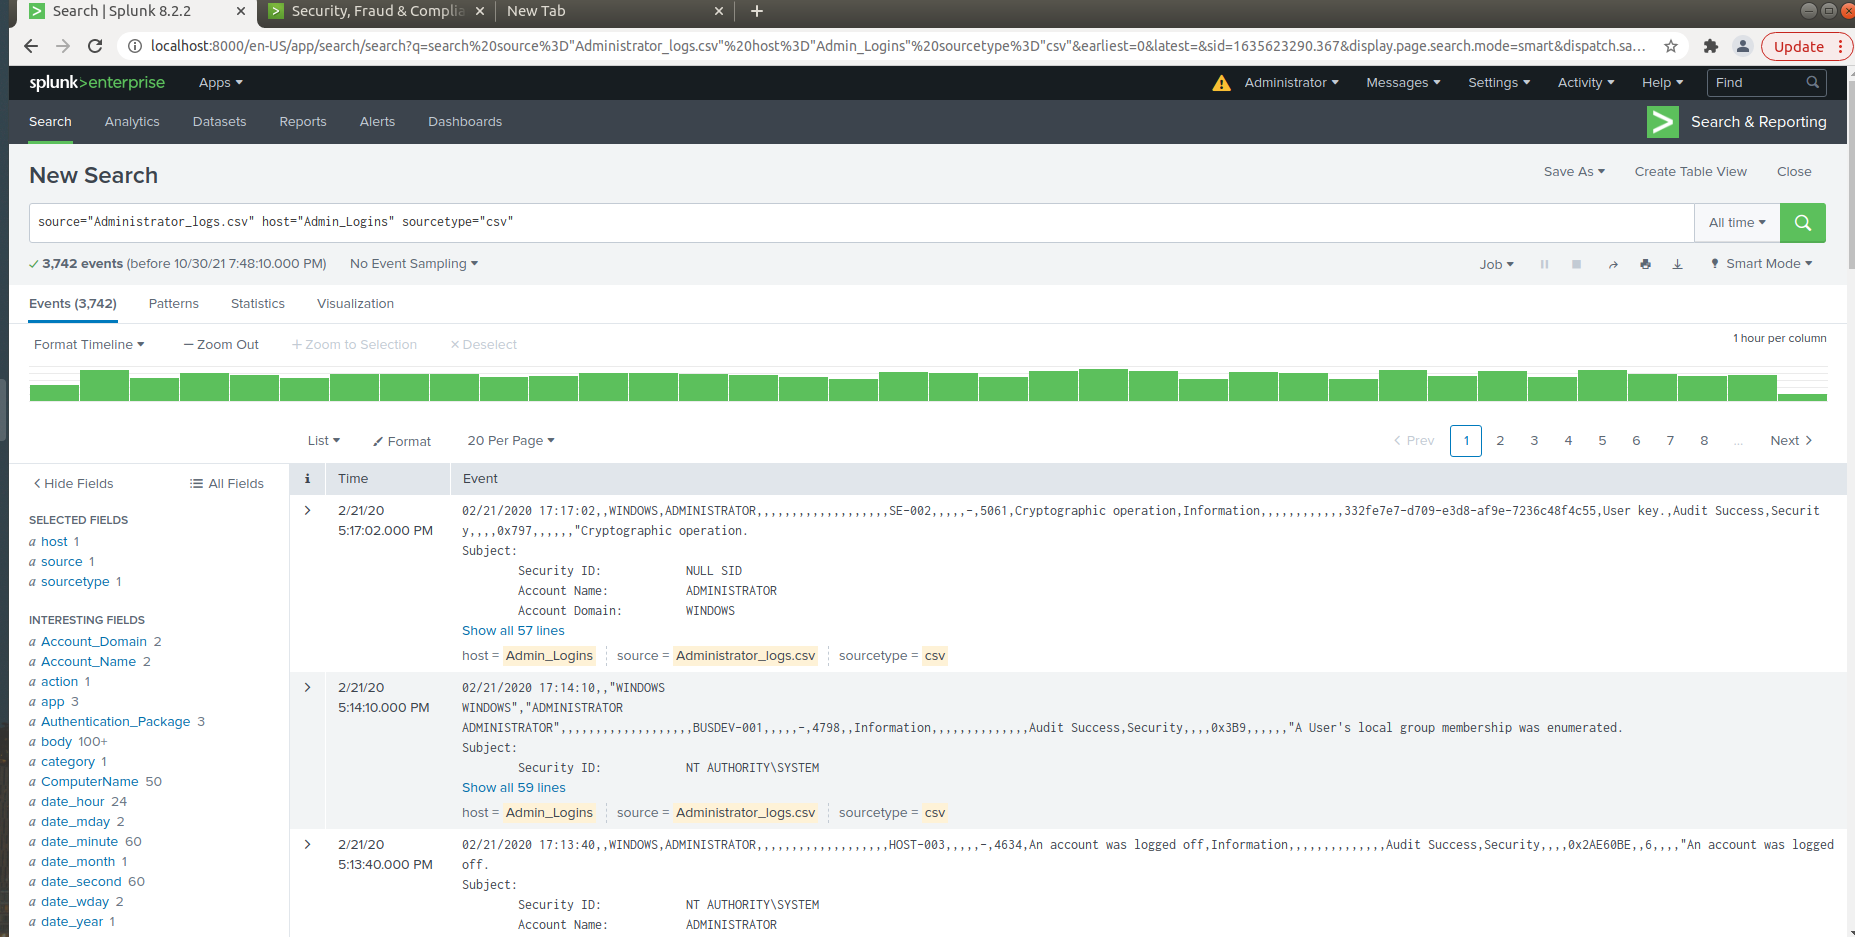 Search | Splunk 8.2.2
Security, Fraud & Complia
New Tab
localhost:8000/en-US/app/search/search?q=search%20source%3D"Administrator_logs.csv"%20host%3D"Admin_Logins"%20sourcetype%3D"csv"&earliest=0&latest=&sid=1635623290.367&display.page.search.mode=smart&dispatch.sa...
Update
splunk>enterprise Apps Administrator Messages Settings Activity Help Find
Search Analytics Datasets Reports Alerts Dashboards Search & Reporting
New Search Save As Create Table View Close
source="Administrator_logs.csv" host="Admin_Logins" sourcetype="csv" All time
3,742 events (before 10/30/21 7:48:10.000 PM) No Event Sampling Job Smart Mode
Events (3,742) Patterns Statistics Visualization
Format Timeline — Zoom Out + Zoom to Selection × Deselect 1 hour per column
List Format 20 Per Page < Prev 1 2 3 4 5 6 7 8 ... Next >
< Hide Fields All Fields
SELECTED FIELDS
a host 1
a source 1
a sourcetype 1
INTERESTING FIELDS
a Account_Domain 2
a Account_Name 2
a action 1
a app 3
a Authentication_Package 3
a body 100+
a category 1
a ComputerName 50
a date_hour 24
a date_mday 2
a date_minute 60
a date_month 1
a date_second 60
a date_wday 2
a date_year 1
i Time Event
> 2/21/20
5:17:02.000 PM
02/21/2020 17:17:02,,WINDOWS,ADMINISTRATOR,,,,,,,,,,,,,,,,,,,SE-002,,,,,-,5061,Cryptographic operation,Information,,,,,,,,,,,,332fe7e7-d709-e3d8-af9e-7236c48f4c55,User key.,Audit Success,Securit
y,,,,0x797,,,,,,"Cryptographic operation.
Subject:
Security ID: NULL SID
Account Name: ADMINISTRATOR
Account Domain: WINDOWS
Show all 57 lines
host = Admin_Logins source = Administrator_logs.csv sourcetype = csv
> 2/21/20
5:14:10.000 PM
02/21/2020 17:14:10,,"WINDOWS
WINDOWS","ADMINISTRATOR
ADMINISTRATOR",,,,,,,,,,,,,,,,,,,BUSDEV-001,,,,,-,4798,,Information,,,,,,,,,,,,,,Audit Success,Security,,,,0x3B9,,,,,,"A User's local group membership was enumerated.
Subject:
Security ID: NT AUTHORITY\SYSTEM
Show all 59 lines
host = Admin_Logins source = Administrator_logs.csv sourcetype = csv
> 2/21/20
5:13:40.000 PM
02/21/2020 17:13:40,,WINDOWS,ADMINISTRATOR,,,,,,,,,,,,,,,,,,,HOST-003,,,,,-,4634,An account was logged off,Information,,,,,,,,,,,,,,Audit Success,Security,,,,0x2AE60BE,,6,,,,"An account was logged
off.
Subject:
Security ID: NT AUTHORITY\SYSTEM
Account Name: ADMINISTRATOR